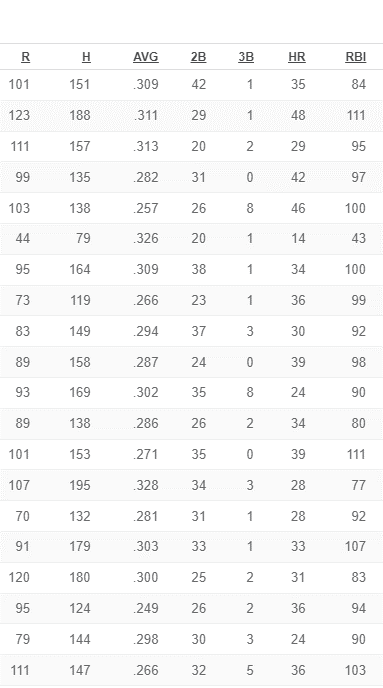 R H AVG 2B 3B HR RBI
101 151 .309 42 1 35 84
123 188 .311 29 1 48 111
111 157 .313 20 2 29 95
99 135 .282 31 0 42 97
103 138 .257 26 8 46 100
44 79 .326 20 1 14 43
95 164 .309 38 1 34 100
73 119 .266 23 1 36 99
83 149 .294 37 3 30 92
89 158 .287 24 0 39 98
93 169 .302 35 8 24 90
89 138 .286 26 2 34 80
101 153 .271 35 0 39 111
107 195 .328 34 3 28 77
70 132 .281 31 1 28 92
91 179 .303 33 1 33 107
120 180 .300 25 2 31 83
95 124 .249 26 2 36 94
79 144 .298 30 3 24 90
111 147 .266 32 5 36 103